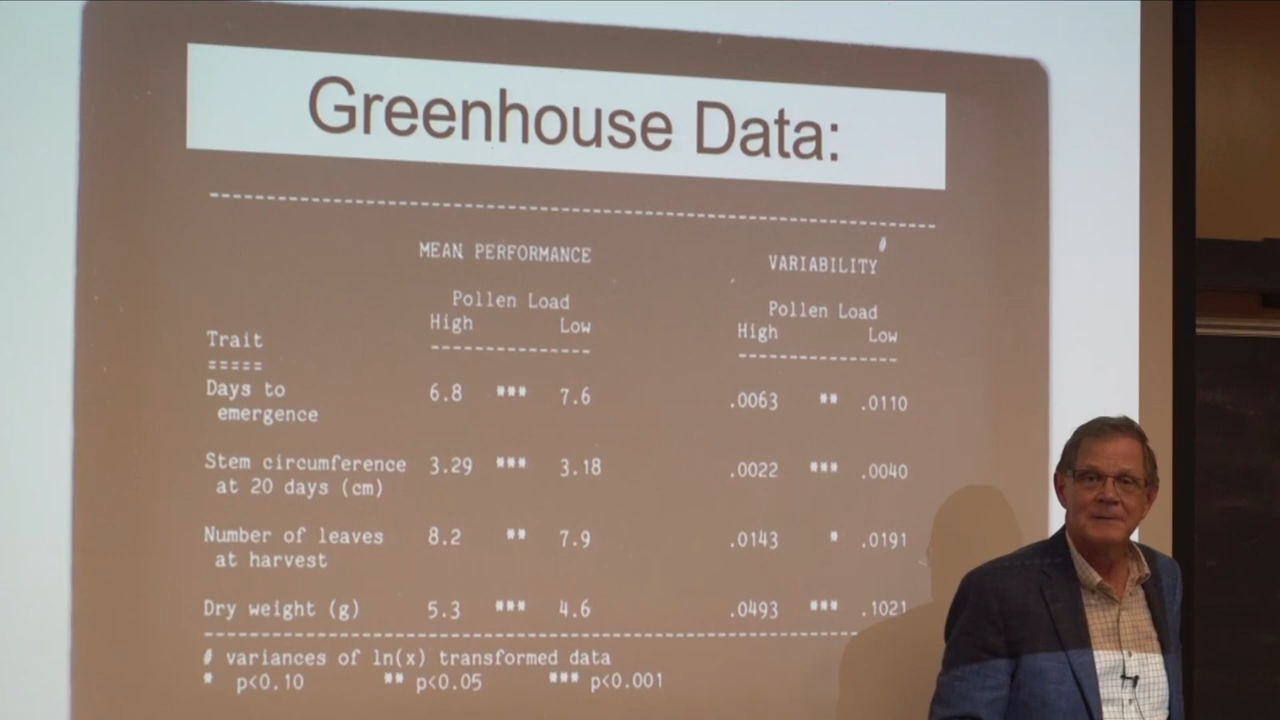 Greenhouse Data:
MEAN PERFORMANCE VARIABILITY #
Pollen Load Pollen Load
Trait High Low High Low
=====
Days to emergence 6.8 *** 7.6 .0063 ** .0110
Stem circumference at 20 days (cm) 3.29 *** 3.18 .0022 *** .0040
Number of leaves at harvest 8.2 ** 7.9 .0143 * .0191
Dry weight (g) 5.3 *** 4.6 .0493 *** .1021
# variances of ln(x) transformed data
* p<0.10 ** p<0.05 *** p<0.001